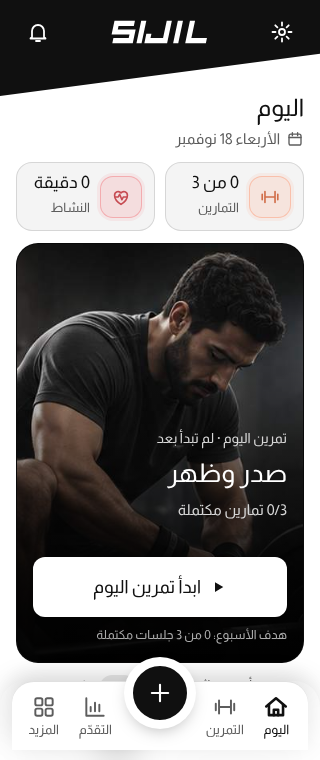 SIJIL
اليوم
الأربعاء 18 نوفمبر
0 من 3
التمارين
0 دقيقة
النشاط
تمرين اليوم · لم تبدأ بعد
صدر وظهر
0/3 تمارين مكتملة
ابدأ تمرين اليوم
هدف الأسبوع: 0 من 3 جلسات مكتملة
اليوم
التمرين
التقدّم
المزيد